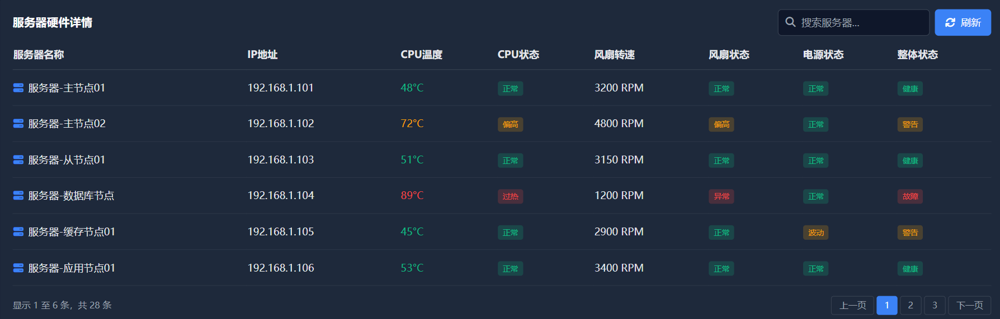 服务器硬件详情
搜索服务器...
刷新
服务器名称 IP地址 CPU温度 CPU状态 风扇转速 风扇状态 电源状态 整体状态
服务器-主节点01 192.168.1.101 48°C 正常 3200 RPM 正常 正常 健康
服务器-主节点02 192.168.1.102 72°C 偏高 4800 RPM 偏高 正常 警告
服务器-从节点01 192.168.1.103 51°C 正常 3150 RPM 正常 正常 健康
服务器-数据库节点 192.168.1.104 89°C 过热 1200 RPM 异常 正常 故障
服务器-缓存节点01 192.168.1.105 45°C 正常 2900 RPM 正常 波动 警告
服务器-应用节点01 192.168.1.106 53°C 正常 3400 RPM 正常 正常 健康
显示 1 至 6 条，共 28 条
上一页 1 2 3 下一页